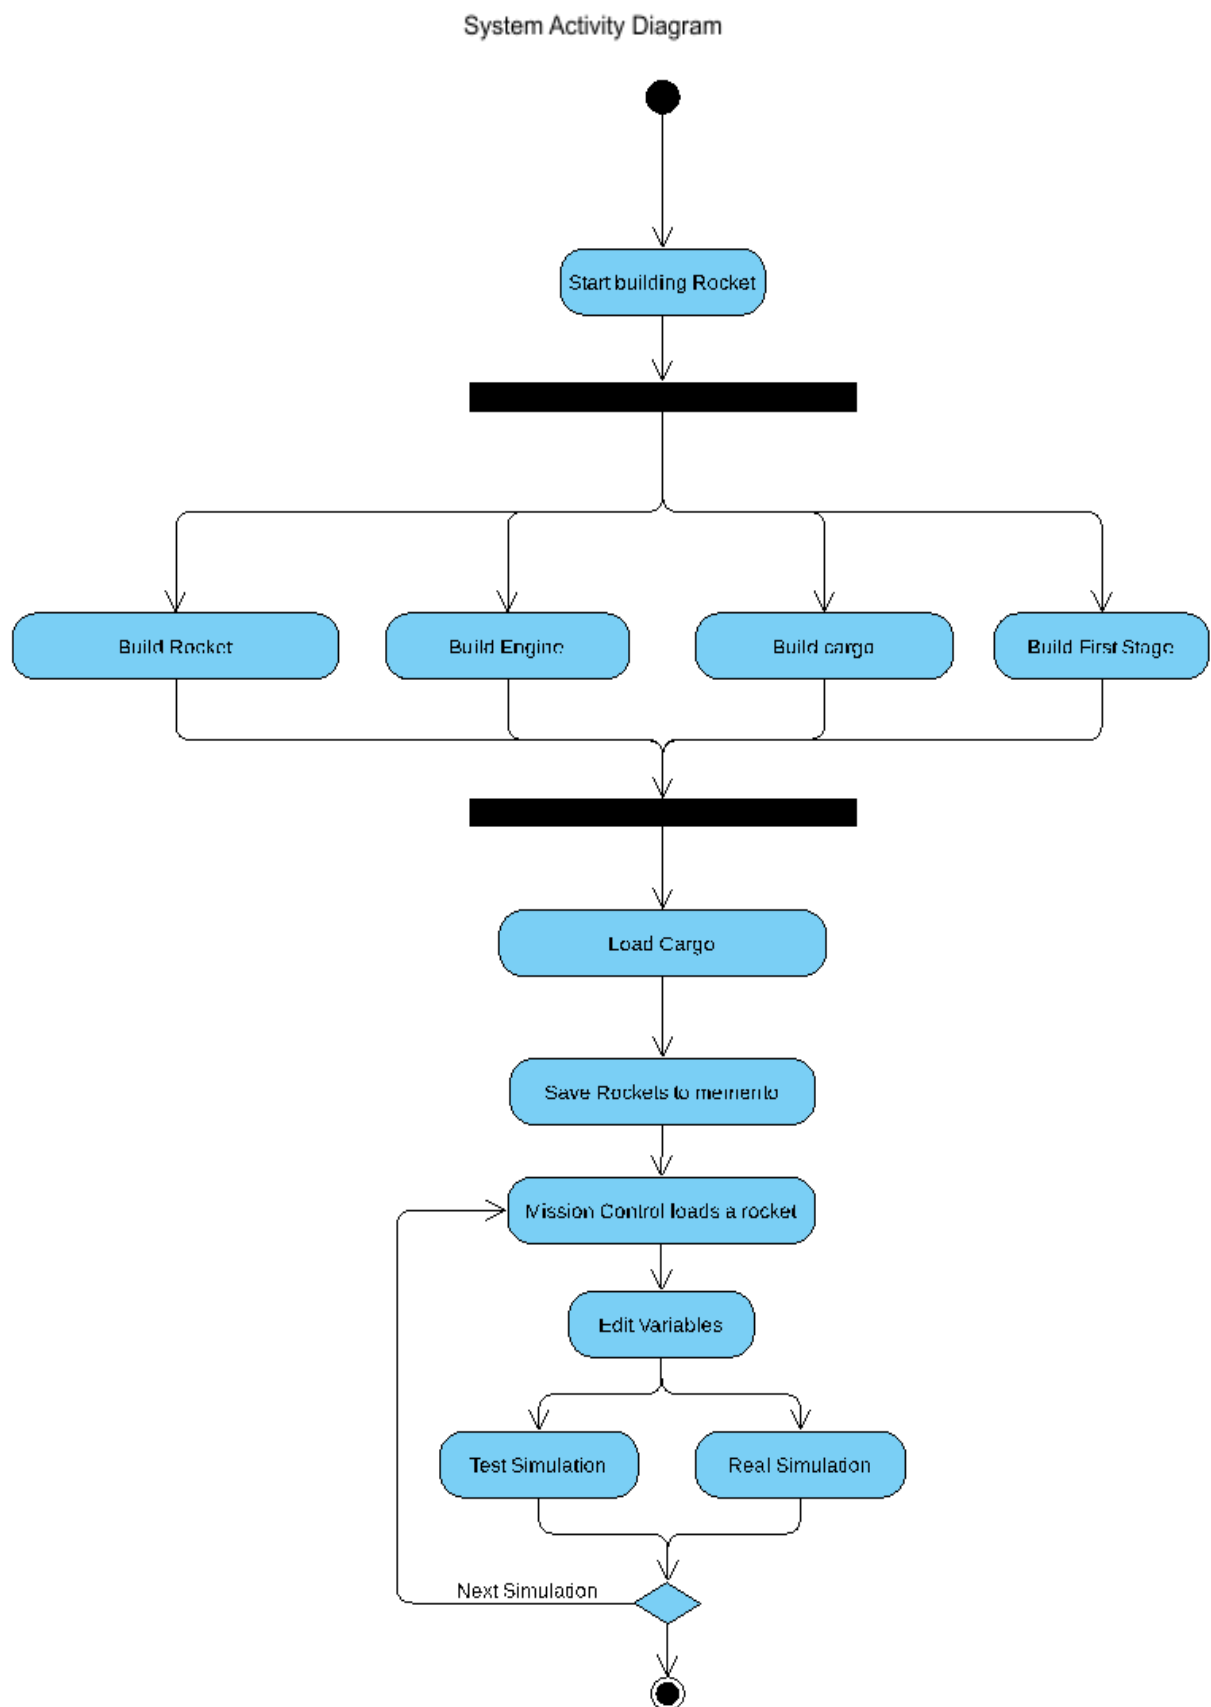 System Activity Diagram
Start building Rocket
Build Rocket
Build Engine
Build cargo
Build First Stage
Load Cargo
Save Rockets to memento
Mission Control loads a rocket
Edit Variables
Test Simulation
Real Simulation
Next Simulation